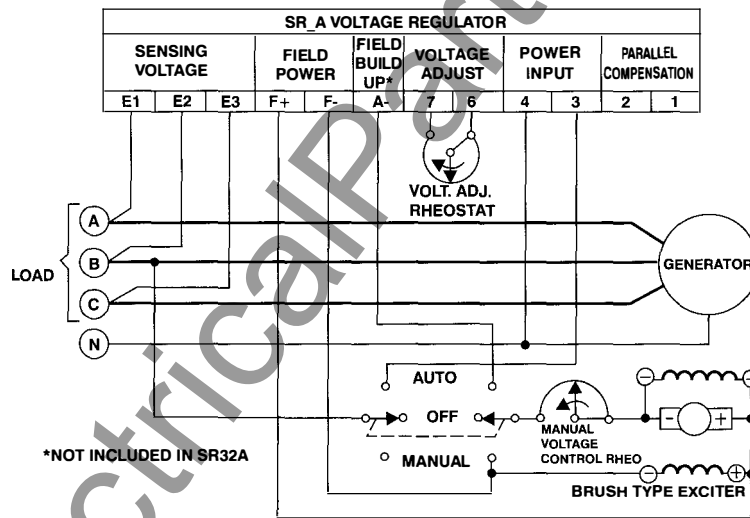 SR_A VOLTAGE REGULATOR
SENSING VOLTAGE
FIELD POWER
FIELD BUILD UP*
VOLTAGE ADJUST
POWER INPUT
PARALLEL COMPENSATION
E1 E2 E3 F+ F- A- 7 6 4 3 2 1
VOLT. ADJ.
RHEOSTAT
A
B
LOAD
C
N
GENERATOR
AUTO
OFF
MANUAL
MANUAL
VOLTAGE
CONTROL RHEO
- +
- +
- +
*NOT INCLUDED IN SR32A
BRUSH TYPE EXCITER
ctricalPart